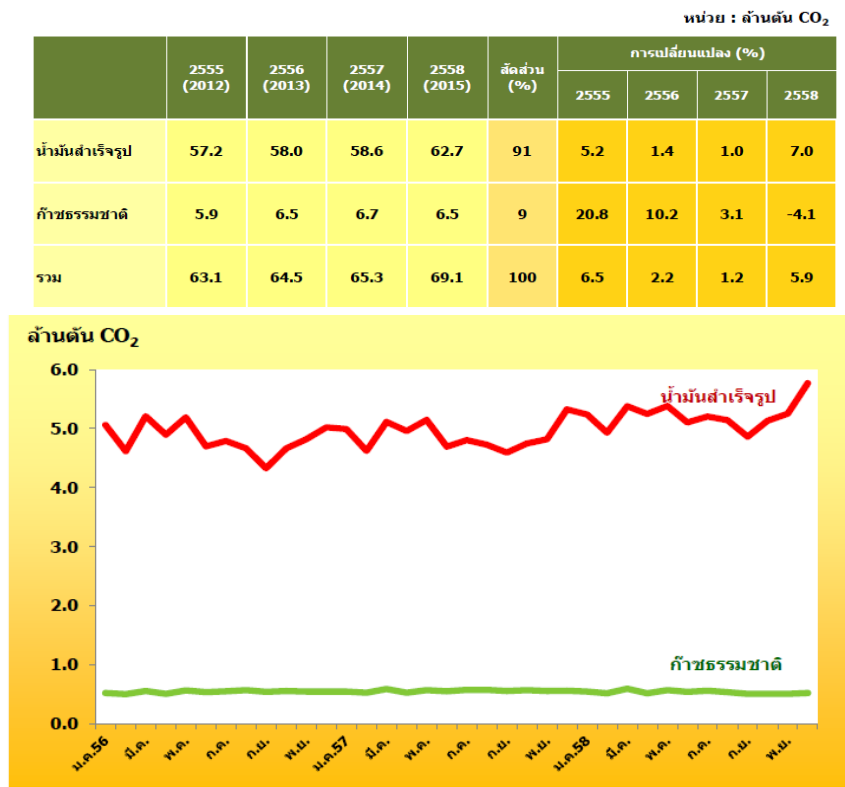 หน่วย : ล้านตัน CO₂
การเปลี่ยนแปลง (%)
2555 2556 2557 2558 สัดส่วน
(2012) (2013) (2014) (2015) (%)
2555 2556 2557 2558
น้ำมันสำเร็จรูป 57.2 58.0 58.6 62.7 91 5.2 1.4 1.0 7.0
ก๊าซธรรมชาติ 5.9 6.5 6.7 6.5 9 20.8 10.2 3.1 -4.1
รวม 63.1 64.5 65.3 69.1 100 6.5 2.2 1.2 5.9
ล้านตัน CO₂
6.0
น้ำมันสำเร็จรูป
5.0
4.0
3.0
2.0
1.0
ก๊าซธรรมชาติ
0.0
ม.ค.56 มี.ค. พ.ค. ก.ค. ก.ย. พ.ย. ม.ค.57 มี.ค. พ.ค. ก.ค. ก.ย. พ.ย. ม.ค.58 มี.ค. พ.ค. ก.ค. ก.ย. พ.ย.